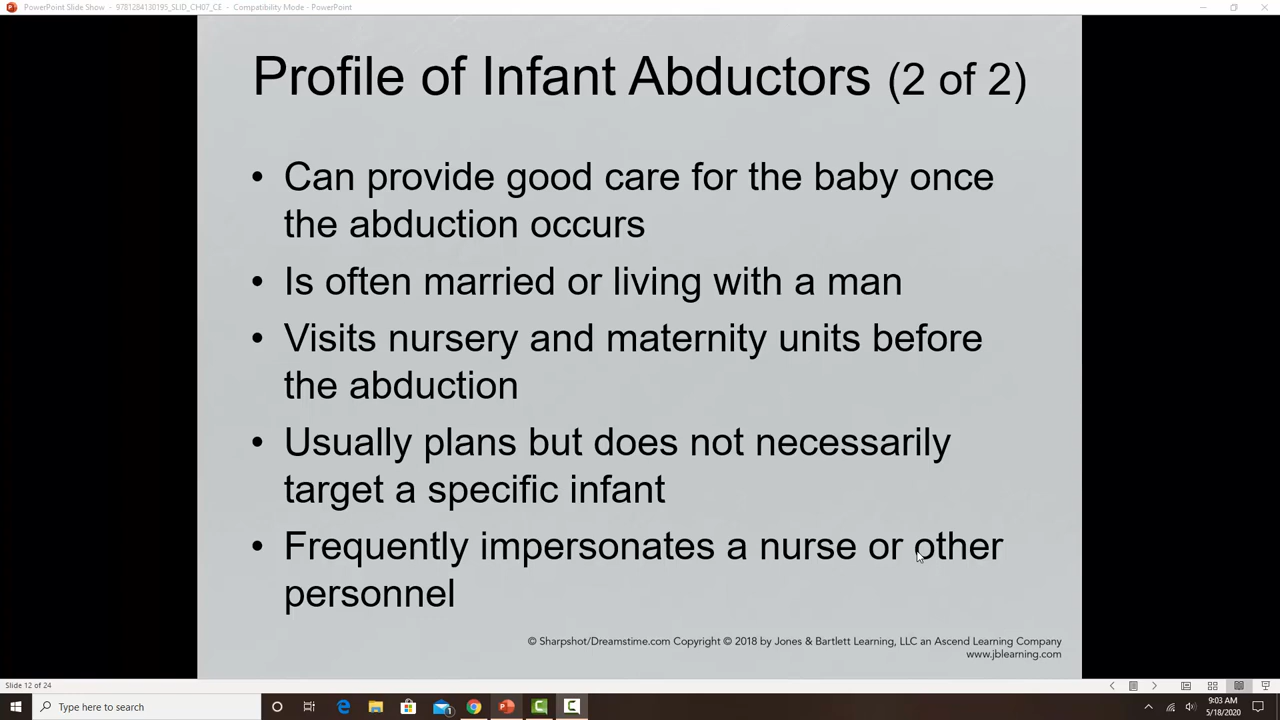 PowerPoint Slide Show - 9781284130195_SLID_CH07_CE - Compatibility Mode - PowerPoint
Profile of Infant Abductors (2 of 2)
• Can provide good care for the baby once
the abduction occurs
• Is often married or living with a man
• Visits nursery and maternity units before
the abduction
• Usually plans but does not necessarily
target a specific infant
• Frequently impersonates a nurse or other
personnel
© Sharpshot/Dreamstime.com Copyright © 2018 by Jones & Bartlett Learning, LLC an Ascend Learning Company
www.jblearning.com
Slide 12 of 24
Type here to search
9:03 AM
5/18/2020